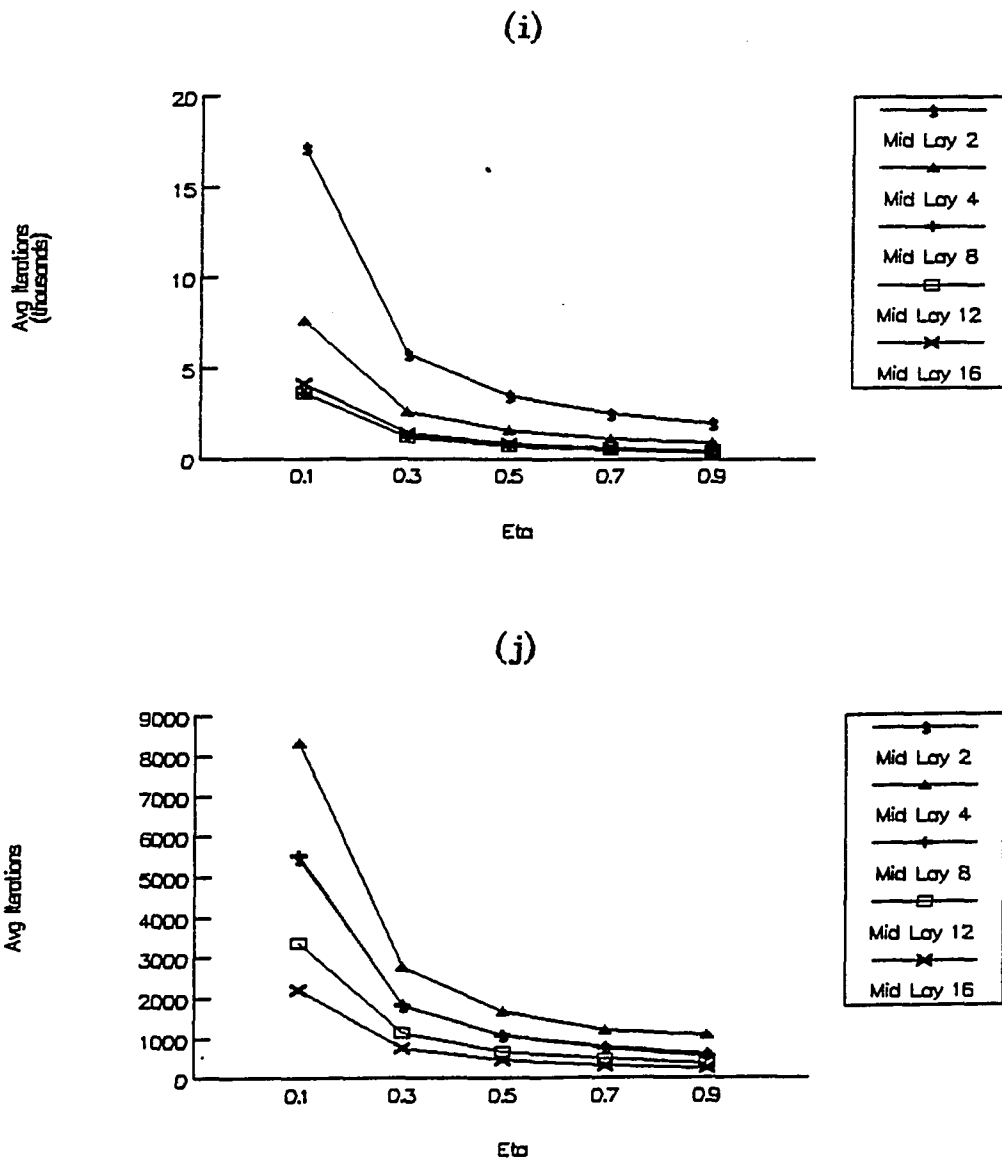 (i)
20
15
10
5
0
Avg Iterations
(thousands)
0.1 0.3 0.5 0.7 0.9
Eta
Mid Lay 2
Mid Lay 4
Mid Lay 8
Mid Lay 12
Mid Lay 16
(j)
9000
8000
7000
6000
5000
4000
3000
2000
1000
0
Avg Iterations
0.1 0.3 0.5 0.7 0.9
Eta
Mid Lay 2
Mid Lay 4
Mid Lay 8
Mid Lay 12
Mid Lay 16